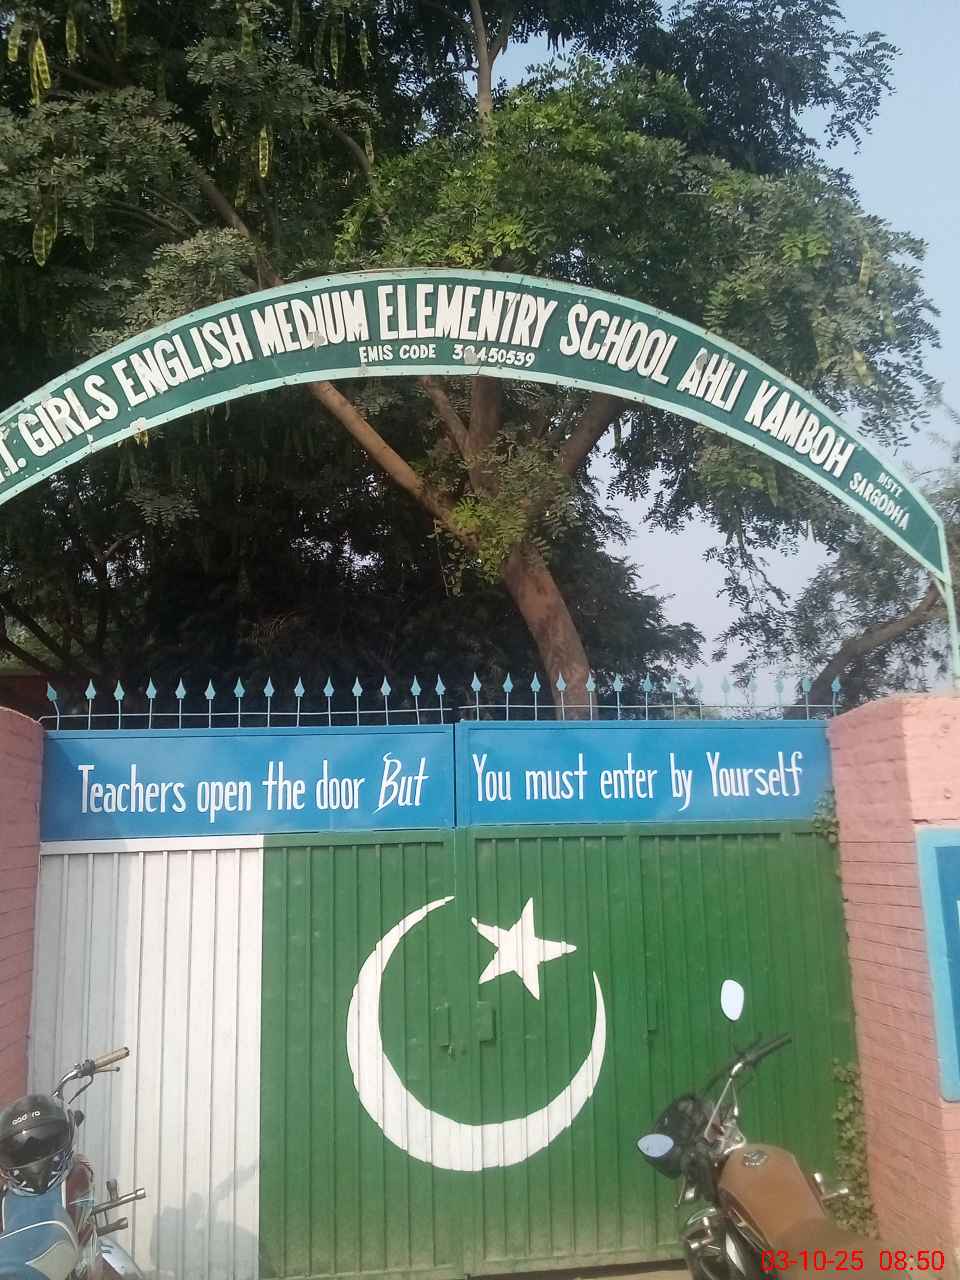 T. GIRLS ENGLISH MEDIUM ELEMENTRY SCHOOL AHLI KAMBOH
EMIS CODE 38450539
DISTT
SARGODHA
Teachers open the door But
You must enter by Yourself
03-10-25 08:50